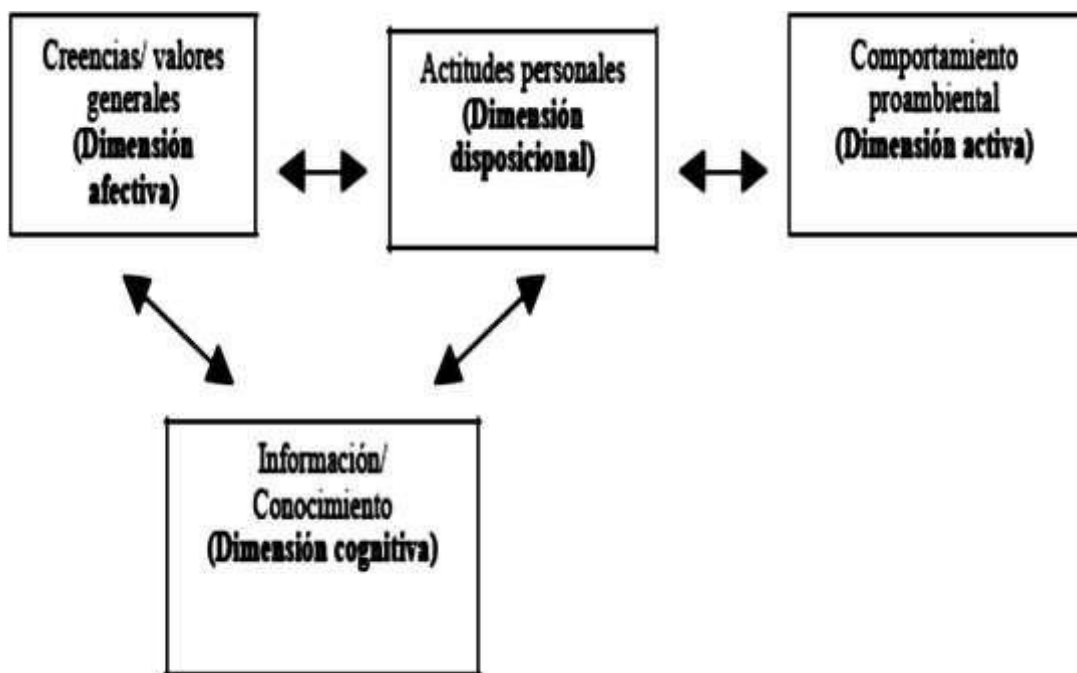 Creencias/ valores
generales
(Dimensión
afectiva)
Actitudes personales
(Dimensión
disposicional)
Comportamiento
proambiental
(Dimensión activa)
Información/
Conocimiento
(Dimensión cognitiva)